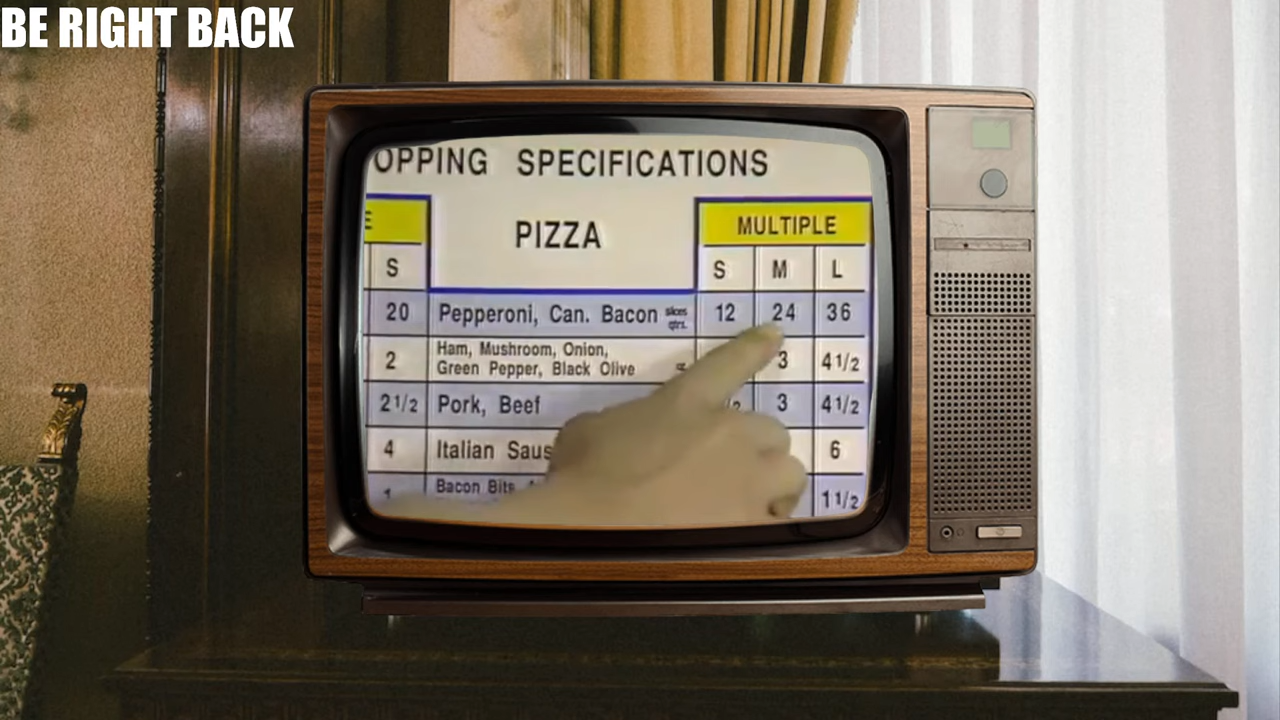 BE RIGHT BACK
OPPING SPECIFICATIONS
E PIZZA MULTIPLE
S S M L
20 Pepperoni, Can. Bacon slices qtrs. 12 24 36
2 Ham, Mushroom, Onion, Green Pepper, Black Olive 3 4 1/2
2 1/2 Pork, Beef 3 4 1/2
4 Italian Saus 6
1 Bacon Bits 1 1/2